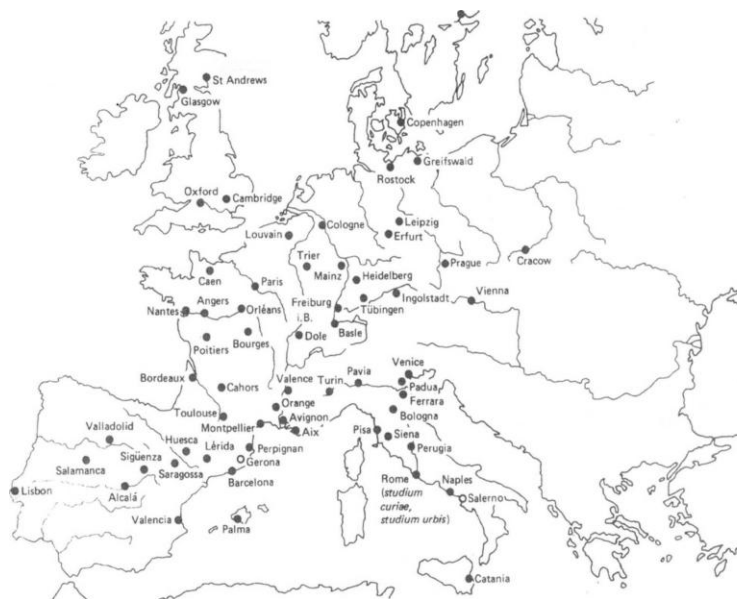 St Andrews
Glasgow
Copenhagen
Greifswald
Rostock
Oxford
Cambridge
Cologne
Leipzig
Louvain
Erfurt
Trier
Mainz
Heidelberg
Prague
Cracow
Caen
Paris
Freiburg
i.B.
Tübingen
Ingolstadt
Vienna
Nantes
Angers
Orléans
Dole
Basle
Poitiers
Bourges
Bordeaux
Cahors
Valence
Turin
Pavia
Venice
Padua
Ferrara
Orange
Bologna
Toulouse
Avignon
Montpellier
Aix
Pisa
Siena
Perugia
Valladolid
Huesca
Lérida
Perpignan
Gerona
Salamanca
Sigüenza
Saragossa
Barcelona
Rome
(studium
curiae,
studium urbis)
Naples
Salerno
Lisbon
Alcalá
Valencia
Palma
Catania